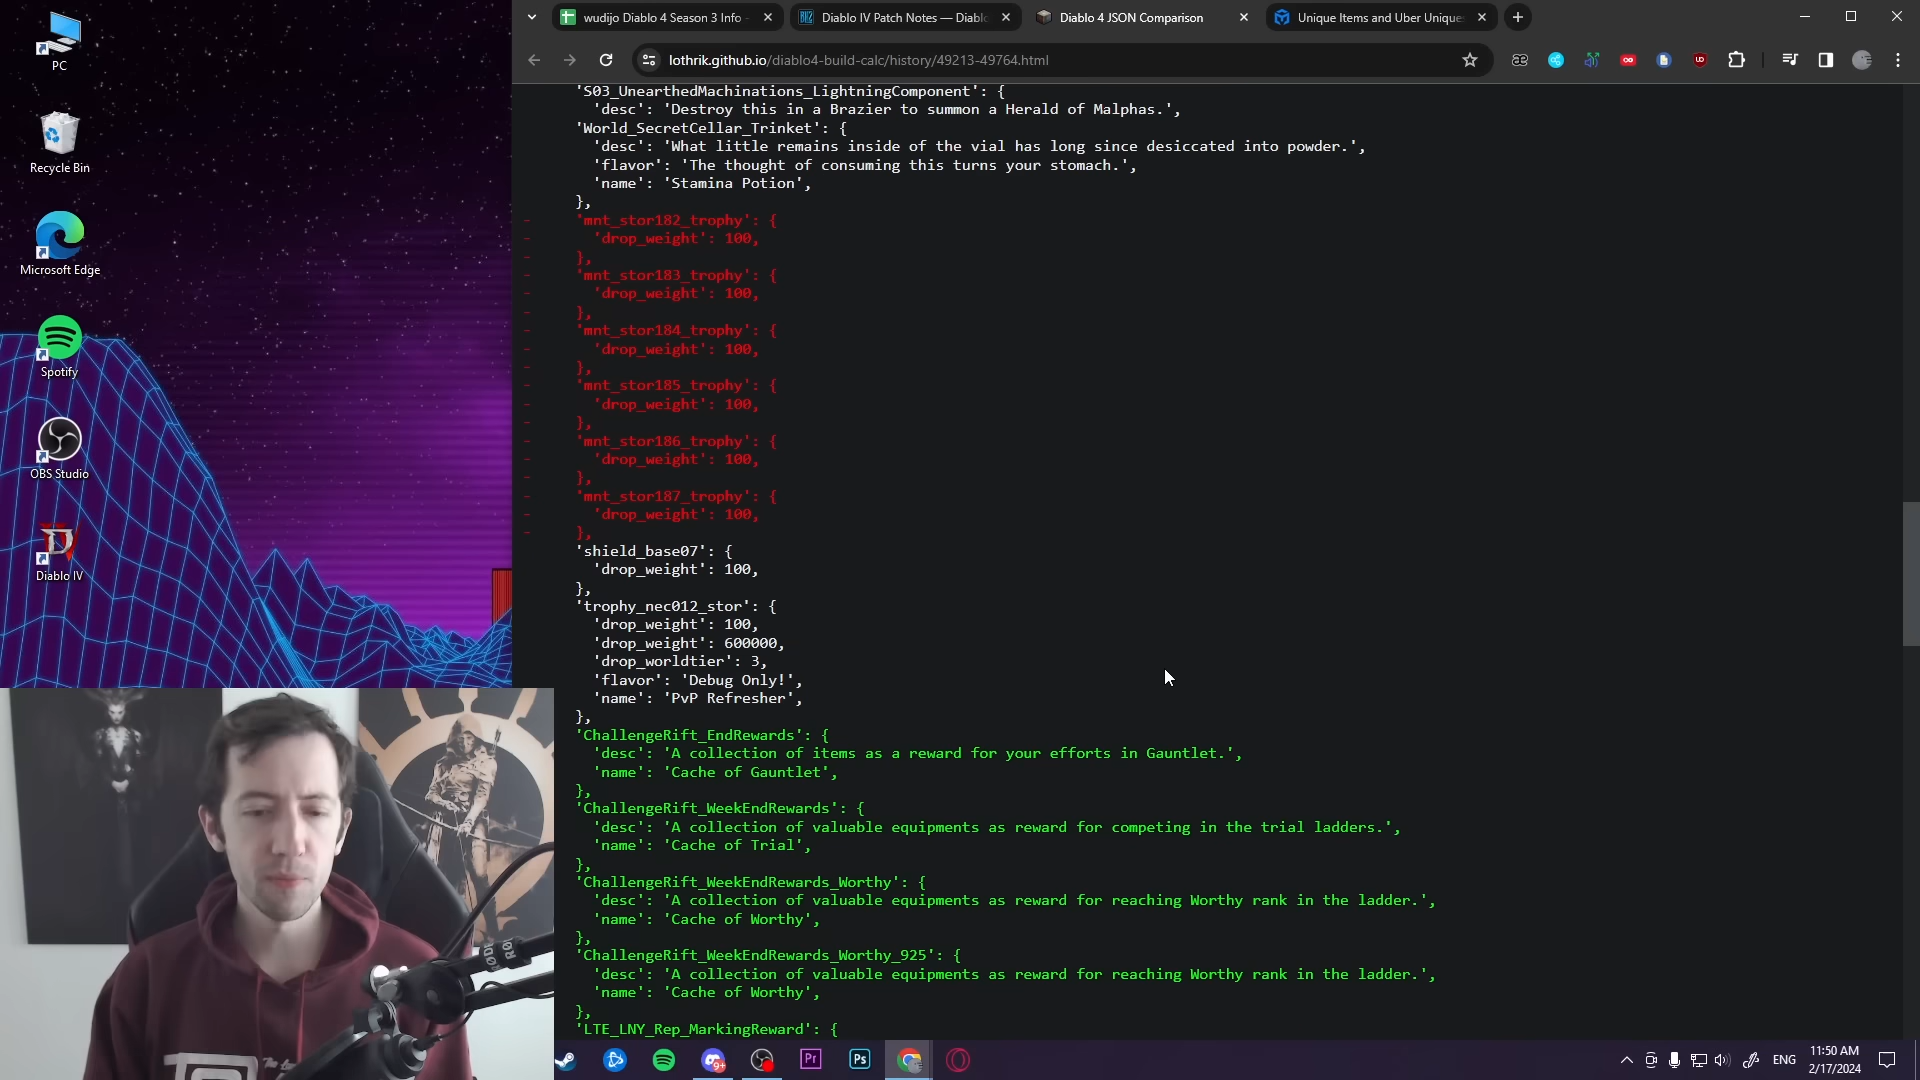 PC
Recycle Bin
Microsoft Edge
Spotify
OBS Studio
Diablo IV
wudijo Diablo 4 Season 3 Info -
Diablo IV Patch Notes — Diablo
Diablo 4 JSON Comparison
Unique Items and Uber Uniques
lothrik.github.io/diablo4-build-calc/history/49213-49764.html
'S03_UnearthedMachinations_LightningComponent': {
'desc': 'Destroy this in a Brazier to summon a Herald of Malphas.',
'World_SecretCellar_Trinket': {
'desc': 'What little remains inside of the vial has long since desiccated into powder.',
'flavor': 'The thought of consuming this turns your stomach.',
'name': 'Stamina Potion',
},
- 'mnt_stor182_trophy': {
- 'drop_weight': 100,
- },
- 'mnt_stor183_trophy': {
- 'drop_weight': 100,
- },
- 'mnt_stor184_trophy': {
- 'drop_weight': 100,
- },
- 'mnt_stor185_trophy': {
- 'drop_weight': 100,
- },
- 'mnt_stor186_trophy': {
- 'drop_weight': 100,
- },
- 'mnt_stor187_trophy': {
- 'drop_weight': 100,
- },
'shield_base07': {
'drop_weight': 100,
},
'trophy_nec012_stor': {
'drop_weight': 100,
'drop_weight': 600000,
'drop_worldtier': 3,
'flavor': 'Debug Only!',
'name': 'PvP Refresher',
},
'ChallengeRift_EndRewards': {
'desc': 'A collection of items as a reward for your efforts in Gauntlet.',
'name': 'Cache of Gauntlet',
},
'ChallengeRift_WeekEndRewards': {
'desc': 'A collection of valuable equipments as reward for competing in the trial ladders.',
'name': 'Cache of Trial',
},
'ChallengeRift_WeekEndRewards_Worthy': {
'desc': 'A collection of valuable equipments as reward for reaching Worthy rank in the ladder.',
'name': 'Cache of Worthy',
},
'ChallengeRift_WeekEndRewards_Worthy_925': {
'desc': 'A collection of valuable equipments as reward for reaching Worthy rank in the ladder.',
'name': 'Cache of Worthy',
},
'LTE_LNY_Rep_MarkingReward': {
RØDE
9+
Pr
Ps
ENG
11:50 AM
2/17/2024